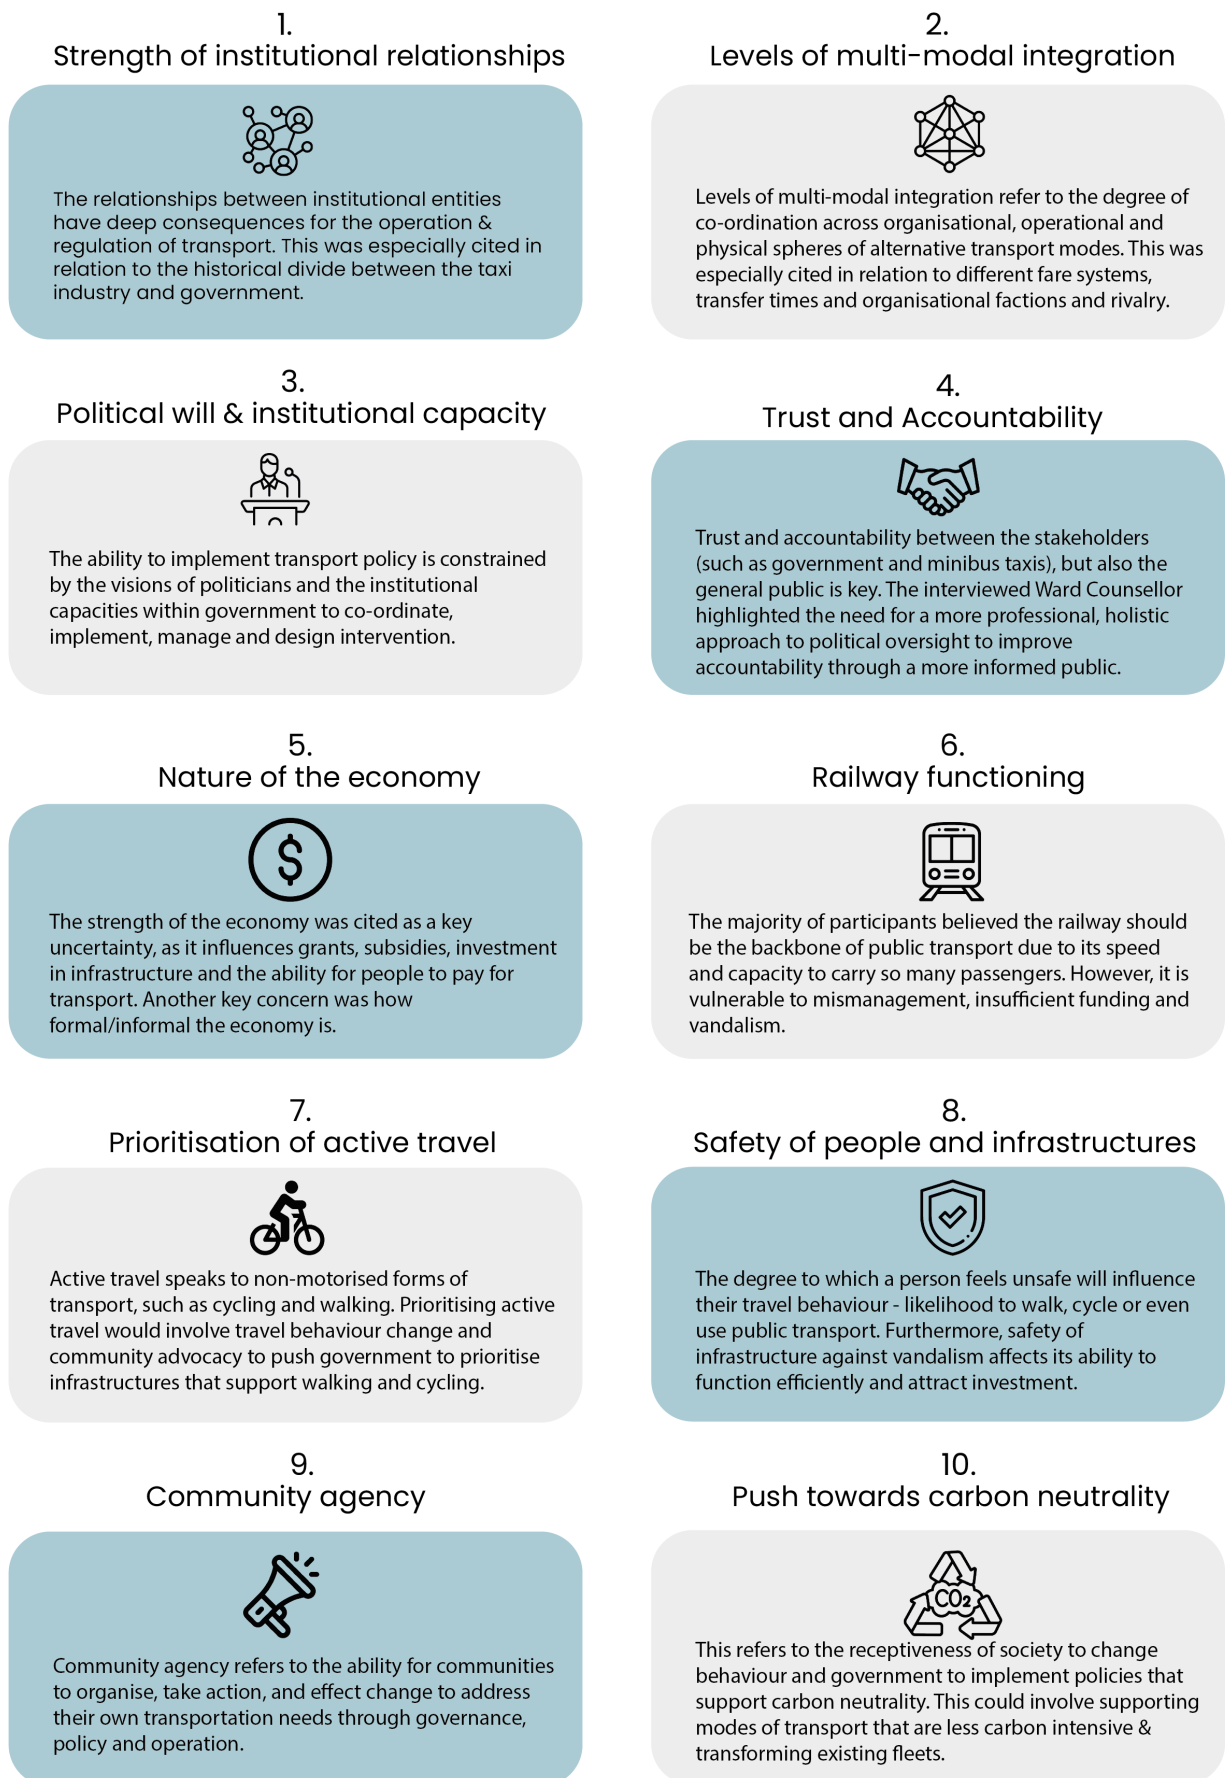 1.
Strength of institutional relationships
The relationships between institutional entities
have deep consequences for the operation &
regulation of transport. This was especially cited in
relation to the historical divide between the taxi
industry and government.
2.
Levels of multi-modal integration
Levels of multi-modal integration refer to the degree of
co-ordination across organisational, operational and
physical spheres of alternative transport modes. This was
especially cited in relation to different fare systems,
transfer times and organisational factions and rivalry.
3.
Political will & institutional capacity
The ability to implement transport policy is constrained
by the visions of politicians and the institutional
capacities within government to co-ordinate,
implement, manage and design intervention.
4.
Trust and Accountability
Trust and accountability between the stakeholders
(such as government and minibus taxis), but also the
general public is key. The interviewed Ward Counsellor
highlighted the need for a more professional, holistic
approach to political oversight to improve
accountability through a more informed public.
5.
Nature of the economy
$
The strength of the economy was cited as a key
uncertainty, as it influences grants, subsidies, investment
in infrastructure and the ability for people to pay for
transport. Another key concern was how
formal/informal the economy is.
6.
Railway functioning
The majority of participants believed the railway should
be the backbone of public transport due to its speed
and capacity to carry so many passengers. However, it is
vulnerable to mismanagement, insufficient funding and
vandalism.
7.
Prioritisation of active travel
Active travel speaks to non-motorised forms of
transport, such as cycling and walking. Prioritising active
travel would involve travel behaviour change and
community advocacy to push government to prioritise
infrastructures that support walking and cycling.
8.
Safety of people and infrastructures
The degree to which a person feels unsafe will influence
their travel behaviour - likelihood to walk, cycle or even
use public transport. Furthermore, safety of
infrastructure against vandalism affects its ability to
function efficiently and attract investment.
9.
Community agency
Community agency refers to the ability for communities
to organise, take action, and effect change to address
their own transportation needs through governance,
policy and operation.
10.
Push towards carbon neutrality
CO2
This refers to the receptiveness of society to change
behaviour and government to implement policies that
support carbon neutrality. This could involve supporting
modes of transport that are less carbon intensive &
transforming existing fleets.